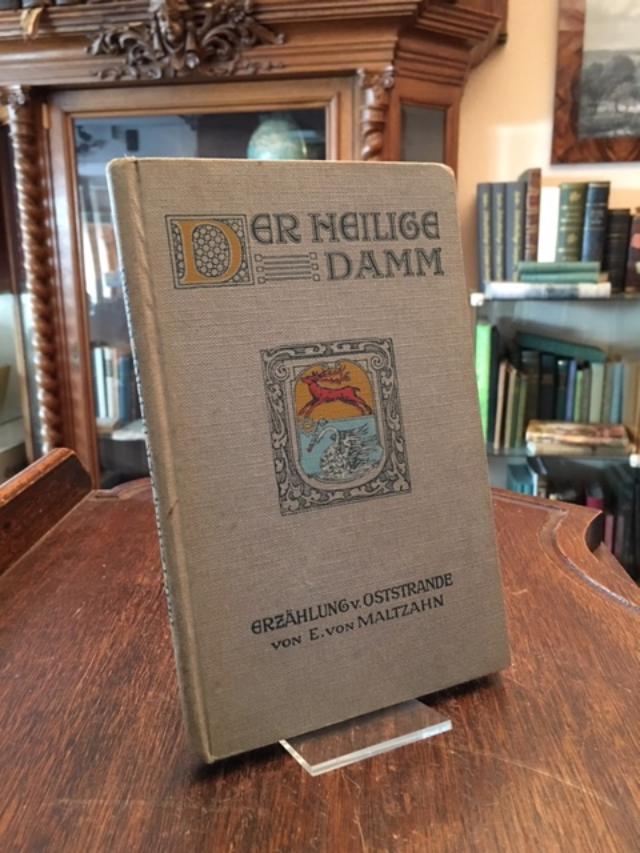 DER HEILIGE
DAMM
ERZÄHLUNG v. OSTSTRANDE
VON E. VON MALTZAHN